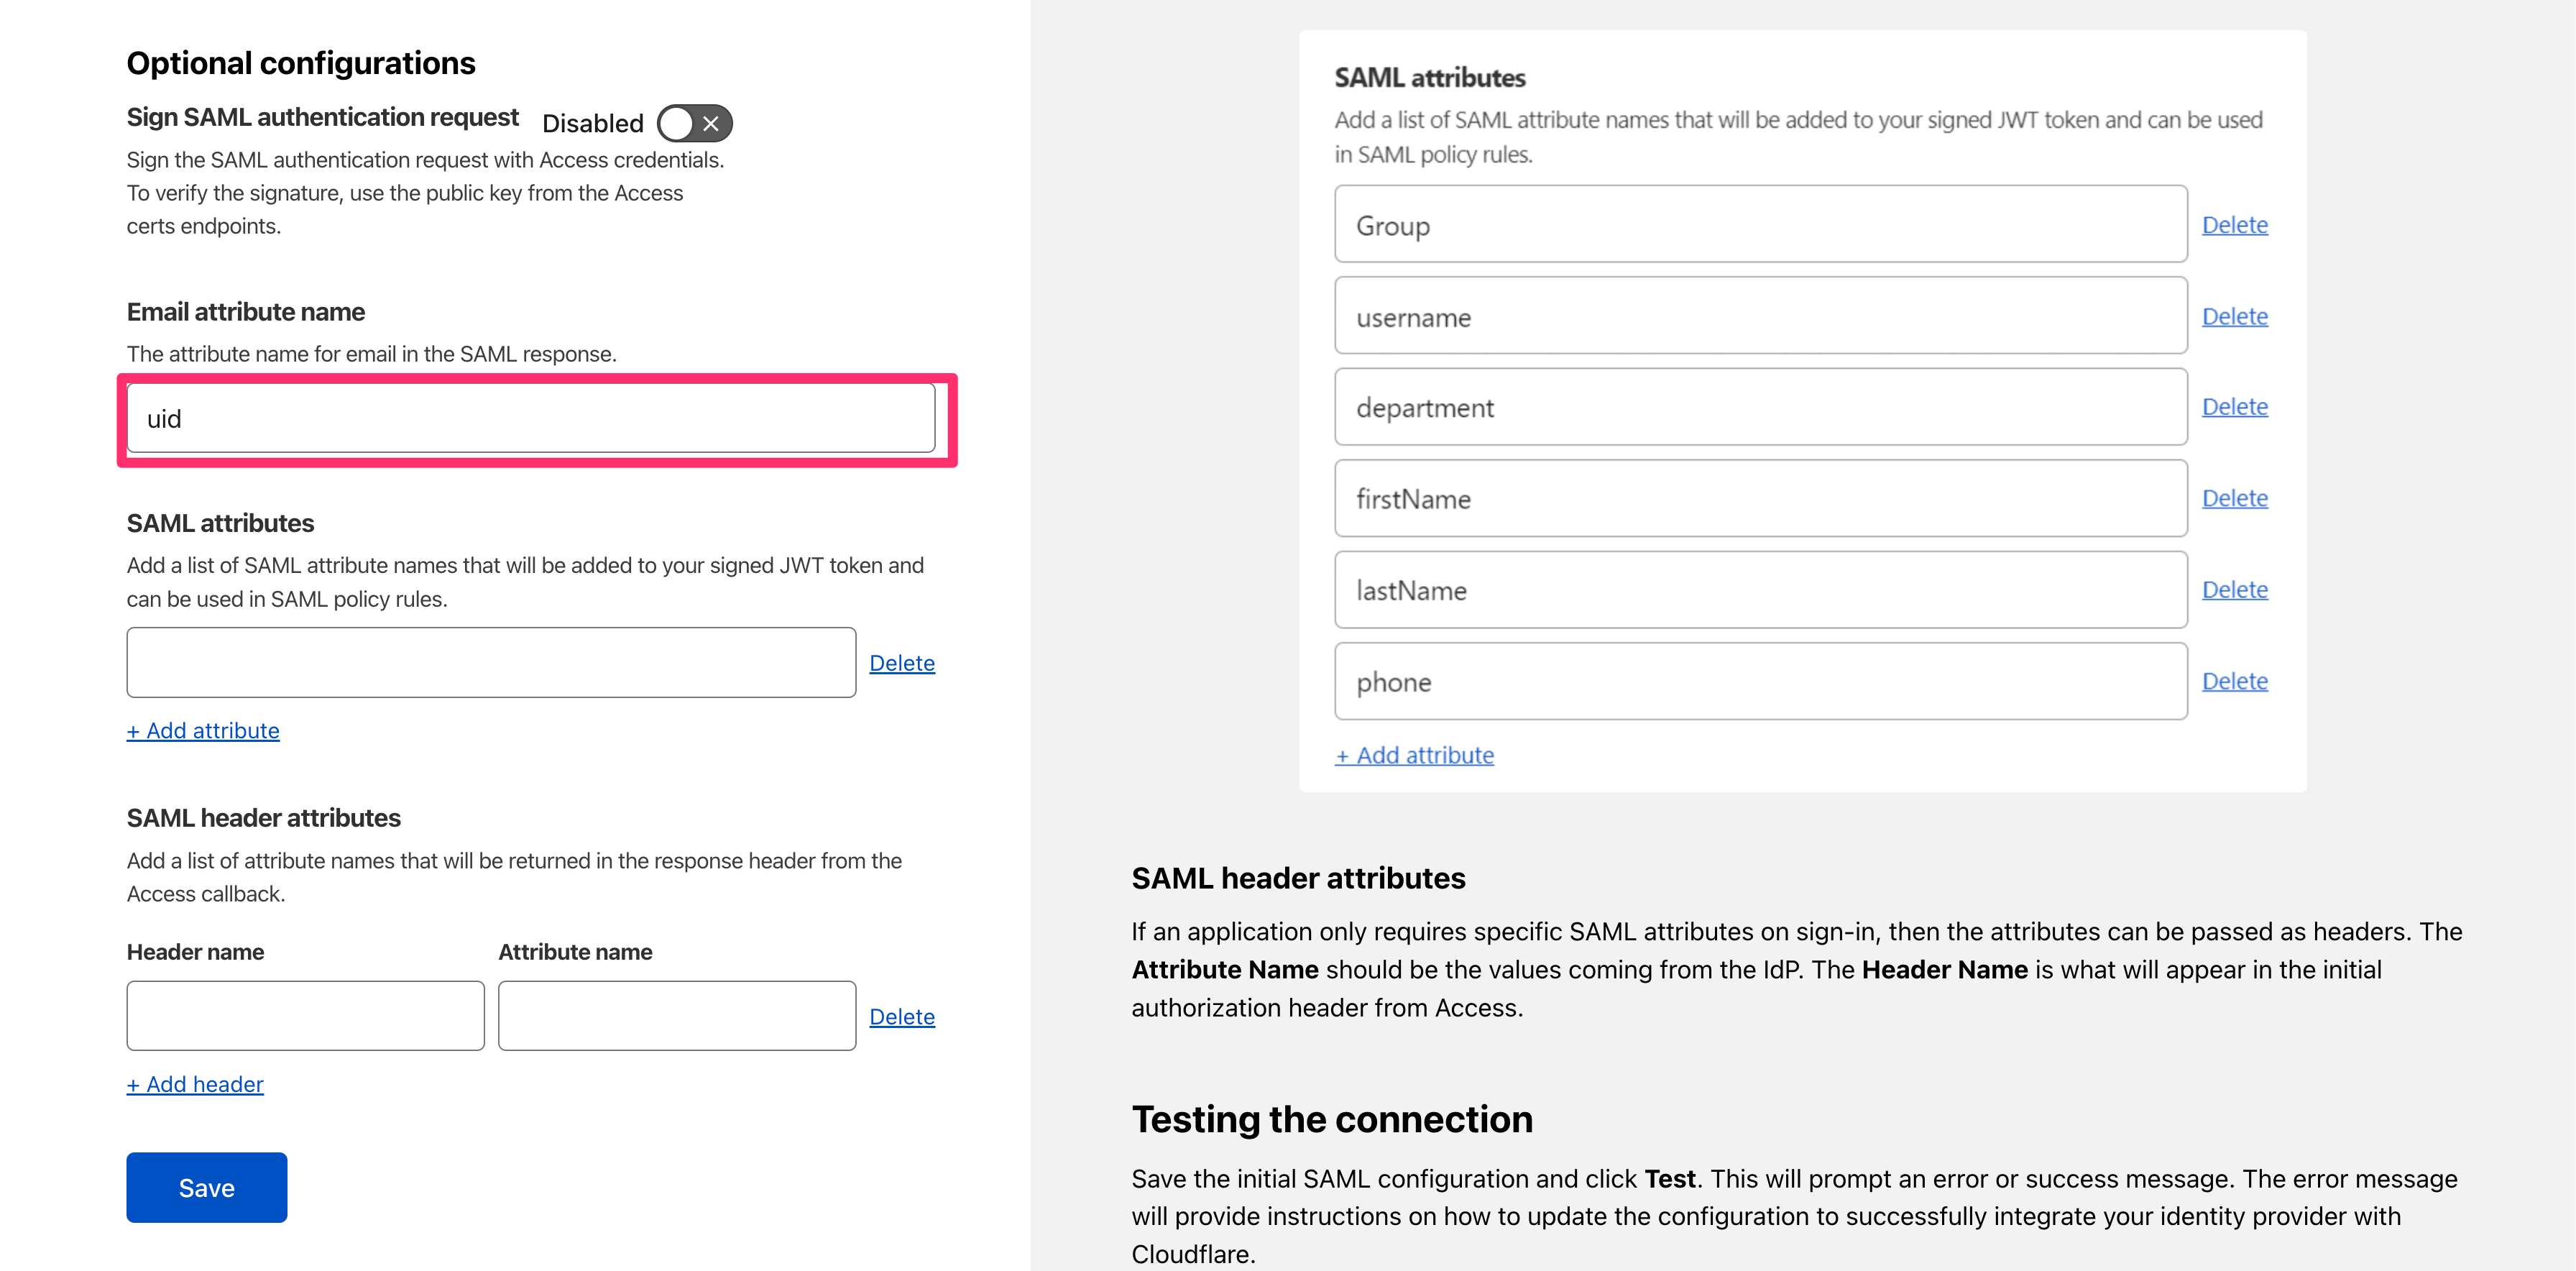 Optional configurations
Sign SAML authentication request Disabled
Sign the SAML authentication request with Access credentials.
To verify the signature, use the public key from the Access
certs endpoints.
Email attribute name
The attribute name for email in the SAML response.
uid
SAML attributes
Add a list of SAML attribute names that will be added to your signed JWT token and
can be used in SAML policy rules.
Delete
+ Add attribute
SAML header attributes
Add a list of attribute names that will be returned in the response header from the
Access callback.
Header name Attribute name
Delete
+ Add header
Save
SAML attributes
Add a list of SAML attribute names that will be added to your signed JWT token and can be used
in SAML policy rules.
Group Delete
username Delete
department Delete
firstName Delete
lastName Delete
phone Delete
+ Add attribute
SAML header attributes
If an application only requires specific SAML attributes on sign-in, then the attributes can be passed as headers. The
Attribute Name should be the values coming from the IdP. The Header Name is what will appear in the initial
authorization header from Access.
Testing the connection
Save the initial SAML configuration and click Test. This will prompt an error or success message. The error message
will provide instructions on how to update the configuration to successfully integrate your identity provider with
Cloudflare.